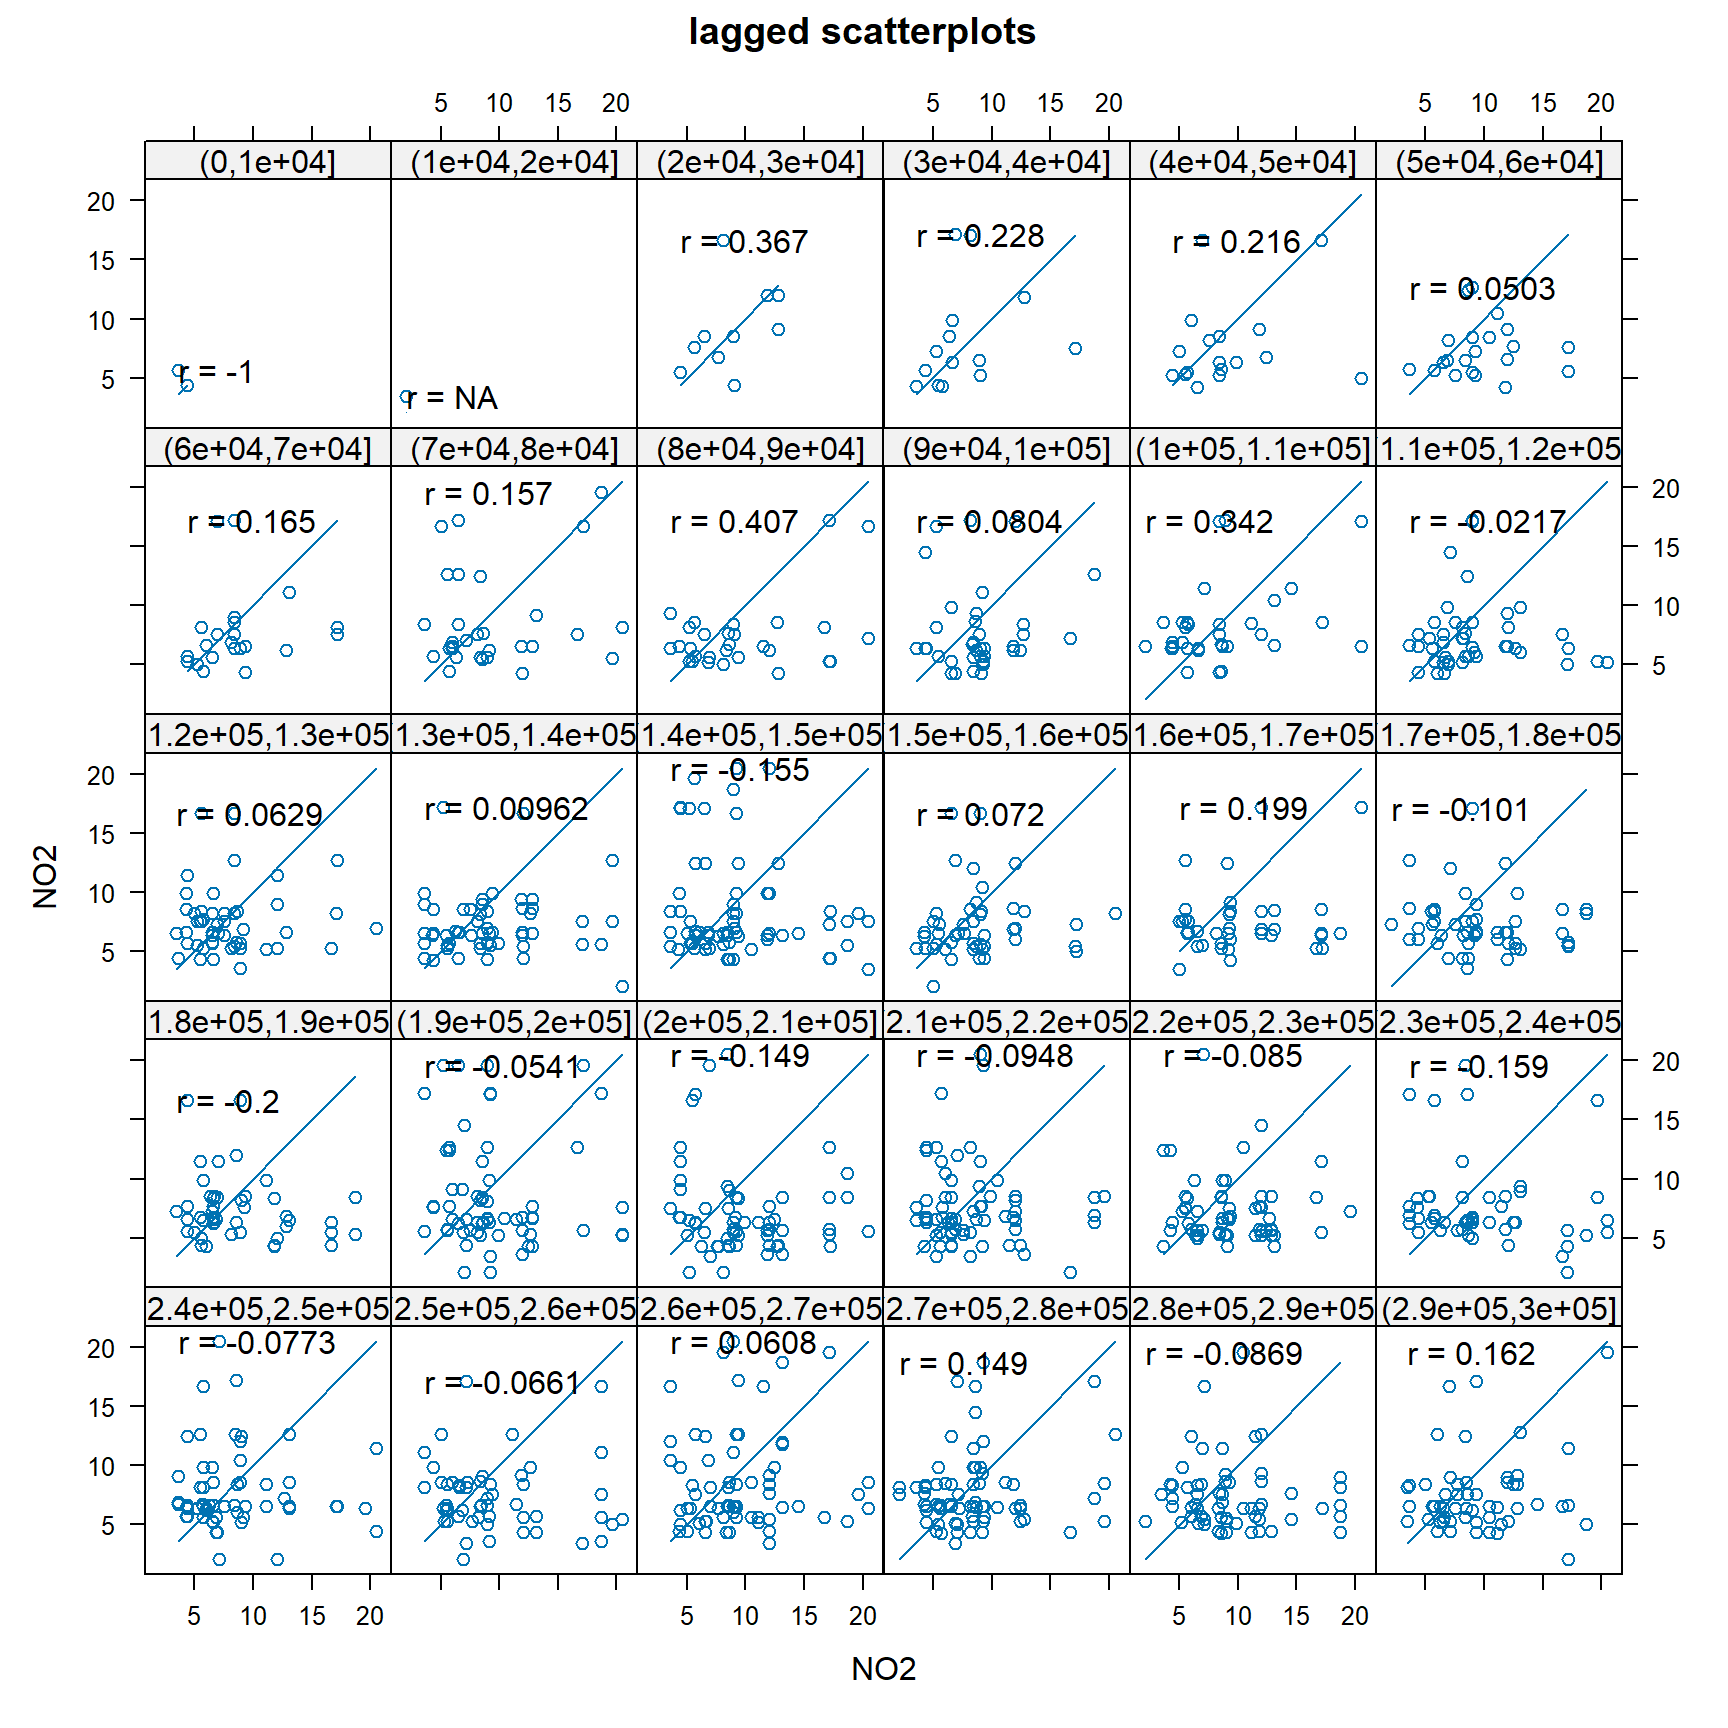 lagged scatterplots
5 10 15 20 5 10 15 20 5 10 15 20
(0,1e+04] (1e+04,2e+04] (2e+04,3e+04] (3e+04,4e+04] (4e+04,5e+04] (5e+04,6e+04]
20
15
10
5
r = -1 r = NA r = 0.367 r = 0.228 r = 0.216 r = 0.0503
(6e+04,7e+04] (7e+04,8e+04] (8e+04,9e+04] (9e+04,1e+05] (1e+05,1.1e+05] 1.1e+05,1.2e+05
r = 0.165 r = 0.157 r = 0.407 r = 0.0804 r = 0.342 r = -0.0217
20
15
10
5
1.2e+05,1.3e+05 1.3e+05,1.4e+05 1.4e+05,1.5e+05 1.5e+05,1.6e+05 1.6e+05,1.7e+05 1.7e+05,1.8e+05
20
15
10
5
r = 0.0629 r = 0.00962 r = -0.155 r = 0.072 r = 0.199 r = -0.101
NO2
1.8e+05,1.9e+05 (1.9e+05,2e+05] (2e+05,2.1e+05] 2.1e+05,2.2e+05 2.2e+05,2.3e+05 2.3e+05,2.4e+05
r = -0.2 r = -0.0541 r = -0.149 r = -0.0948 r = -0.085 r = -0.159
20
15
10
5
2.4e+05,2.5e+05 2.5e+05,2.6e+05 2.6e+05,2.7e+05 2.7e+05,2.8e+05 2.8e+05,2.9e+05 (2.9e+05,3e+05]
20
15
10
5
r = -0.0773 r = -0.0661 r = 0.0608 r = 0.149 r = -0.0869 r = 0.162
5 10 15 20 5 10 15 20 5 10 15 20
NO2